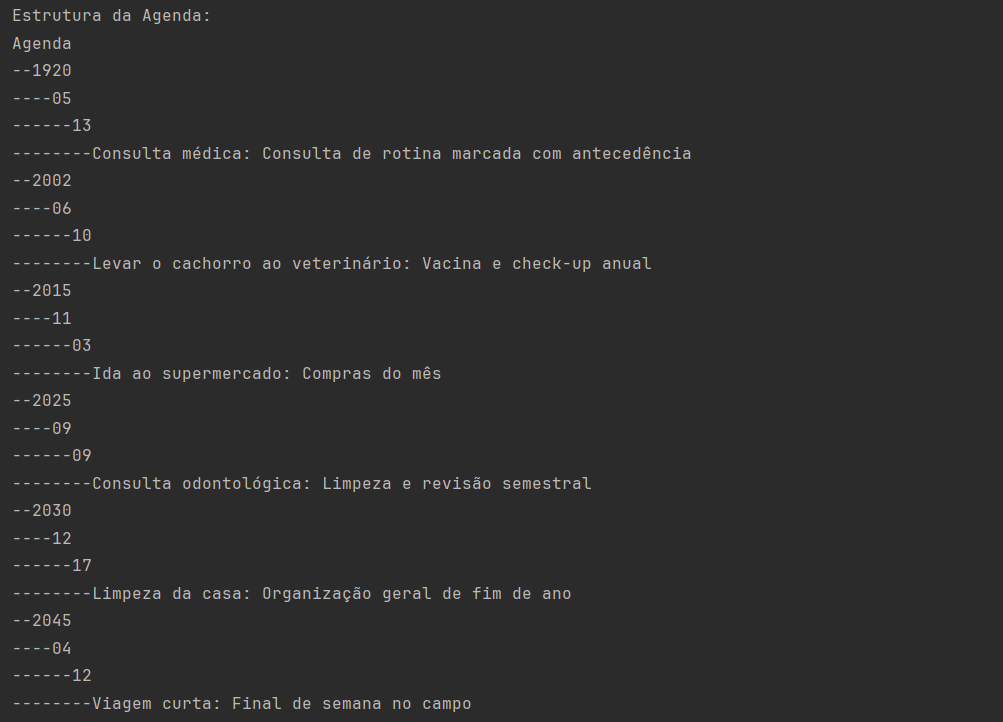 Estrutura da Agenda:
Agenda
--1920
----05
------13
--------Consulta médica: Consulta de rotina marcada com antecedência
--2002
----06
------10
--------Levar o cachorro ao veterinário: Vacina e check-up anual
--2015
----11
------03
--------Ida ao supermercado: Compras do mês
--2025
----09
------09
--------Consulta odontológica: Limpeza e revisão semestral
--2030
----12
------17
--------Limpeza da casa: Organização geral de fim de ano
--2045
----04
------12
--------Viagem curta: Final de semana no campo